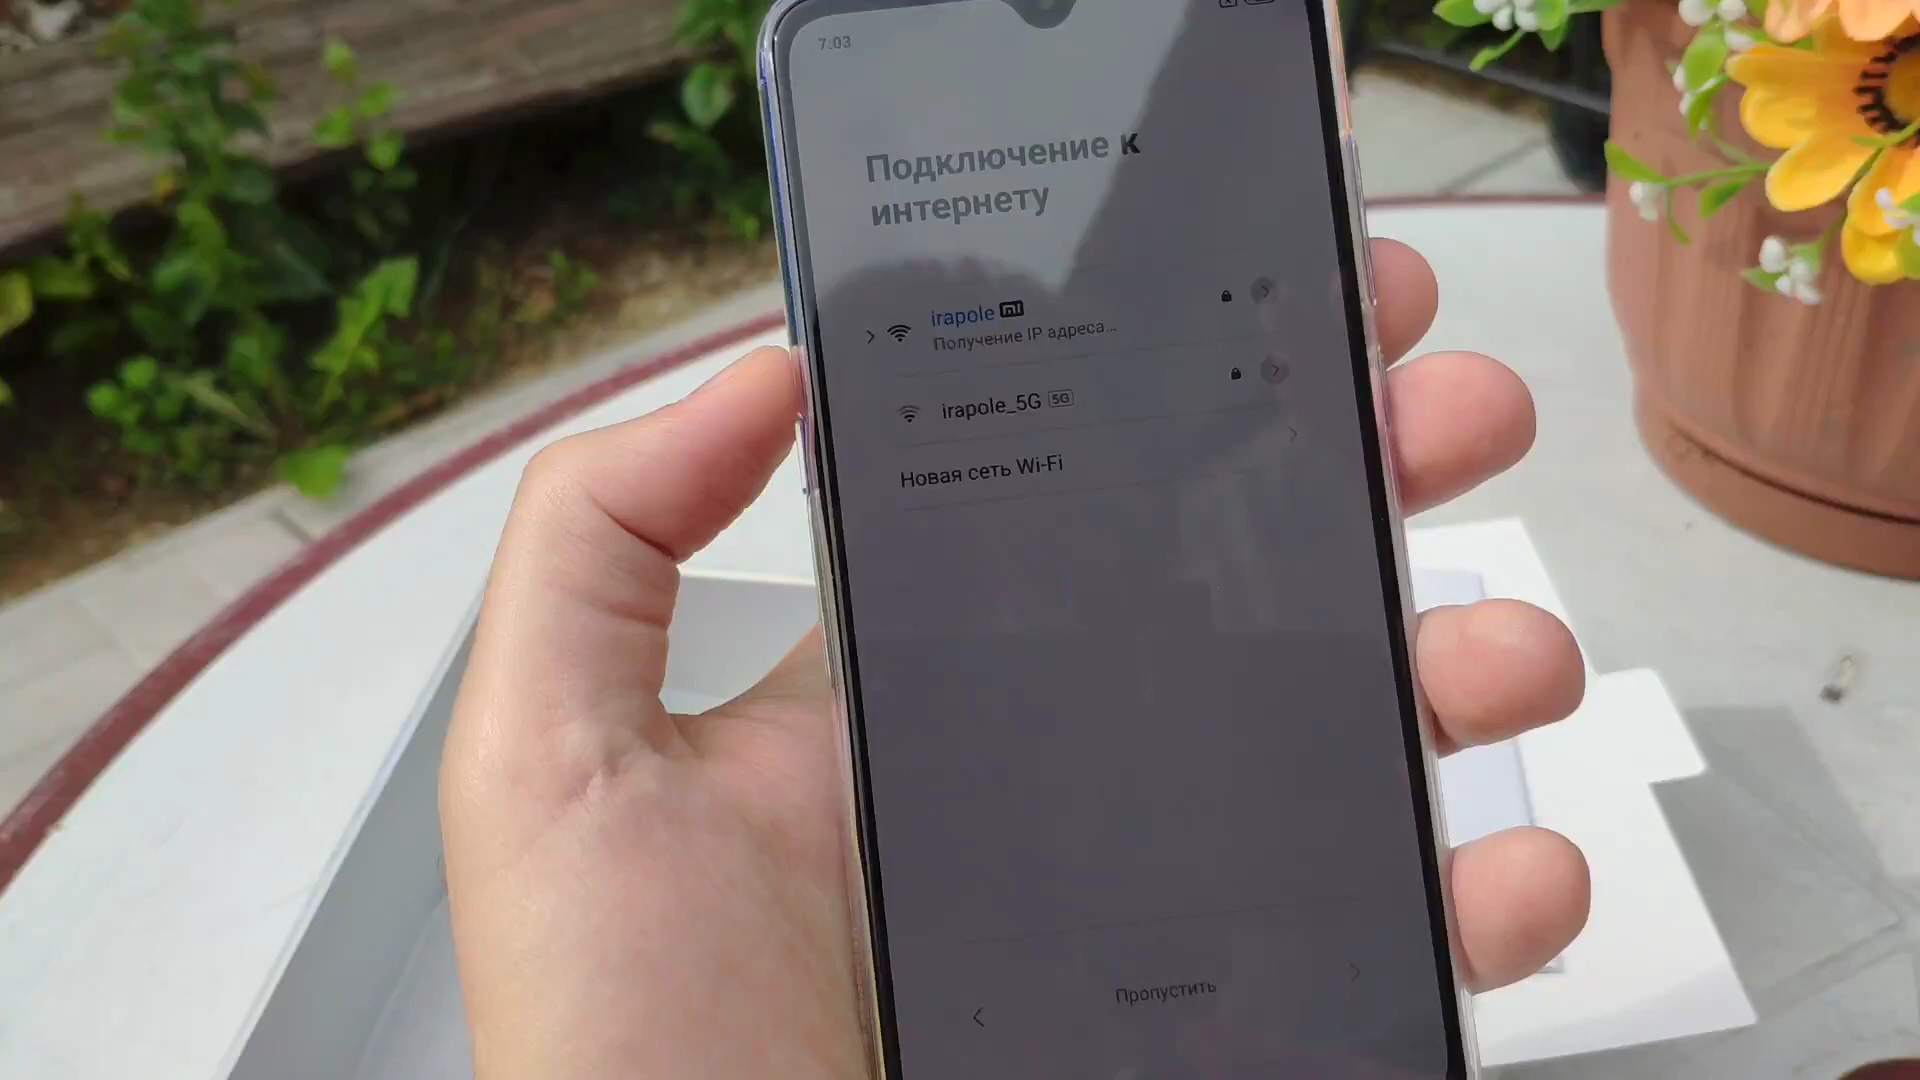 7:03
Подключение к
интернету
irapole mi
Получение IP адреса...
irapole_5G 5G
Новая сеть Wi-Fi
Пропустить